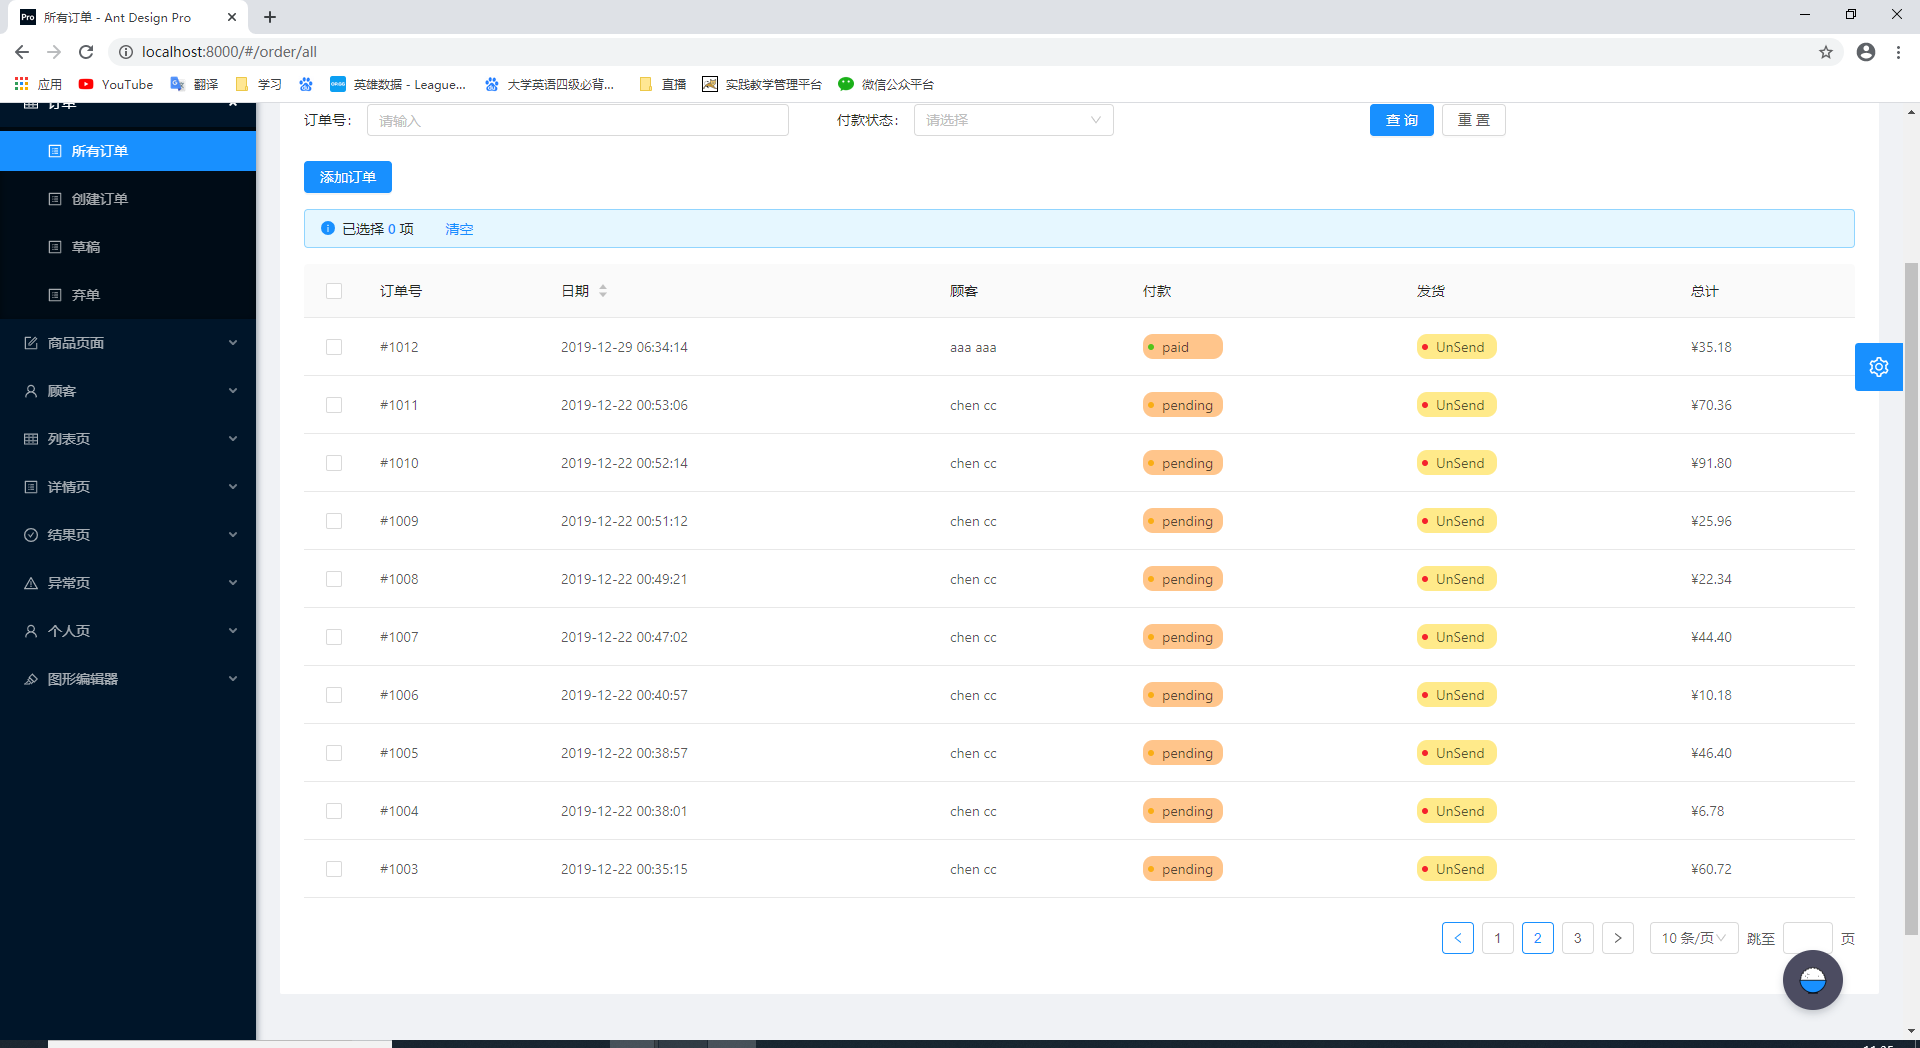 所有订单 - Ant Design Pro
localhost:8000/#/order/all
应用 YouTube 翻译 学习 英雄数据 - League... 大学英语四级必背... 直播 实践教学管理平台 微信公众平台
订单
所有订单
创建订单
草稿
弃单
商品页面
顾客
列表页
详情页
结果页
异常页
个人页
图形编辑器
订单号: 请输入 付款状态: 请选择 查 询 重 置
添加订单
已选择 0 项 清空
订单号 日期 顾客 付款 发货 总计
#1012 2019-12-29 06:34:14 aaa aaa paid UnSend ¥35.18
#1011 2019-12-22 00:53:06 chen cc pending UnSend ¥70.36
#1010 2019-12-22 00:52:14 chen cc pending UnSend ¥91.80
#1009 2019-12-22 00:51:12 chen cc pending UnSend ¥25.96
#1008 2019-12-22 00:49:21 chen cc pending UnSend ¥22.34
#1007 2019-12-22 00:47:02 chen cc pending UnSend ¥44.40
#1006 2019-12-22 00:40:57 chen cc pending UnSend ¥10.18
#1005 2019-12-22 00:38:57 chen cc pending UnSend ¥46.40
#1004 2019-12-22 00:38:01 chen cc pending UnSend ¥6.78
#1003 2019-12-22 00:35:15 chen cc pending UnSend ¥60.72
< 1 2 3 > 10 条/页 跳至 页